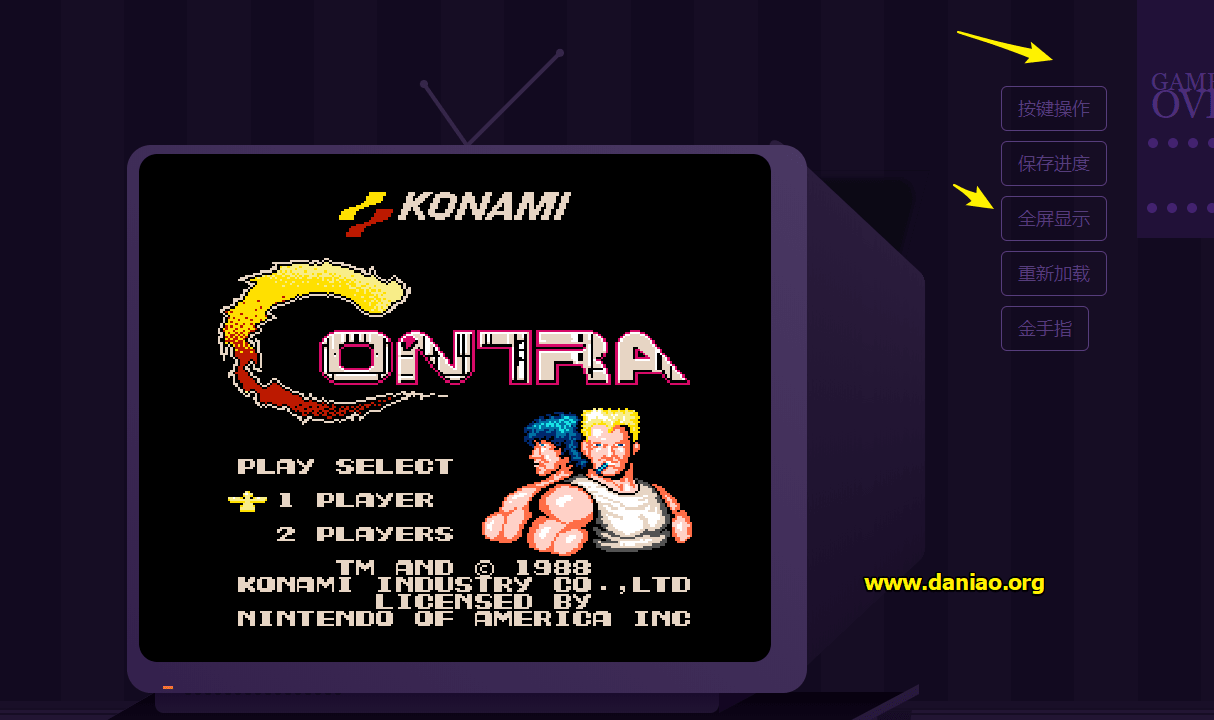 KONAMI
CONTRA
PLAY SELECT
1 PLAYER
2 PLAYERS
TM AND © 1988
KONAMI INDUSTRY CO.,LTD
LICENSED BY
NINTENDO OF AMERICA INC
按键操作
保存进度
全屏显示
重新加载
金手指
GAME
OVE
www.daniao.org